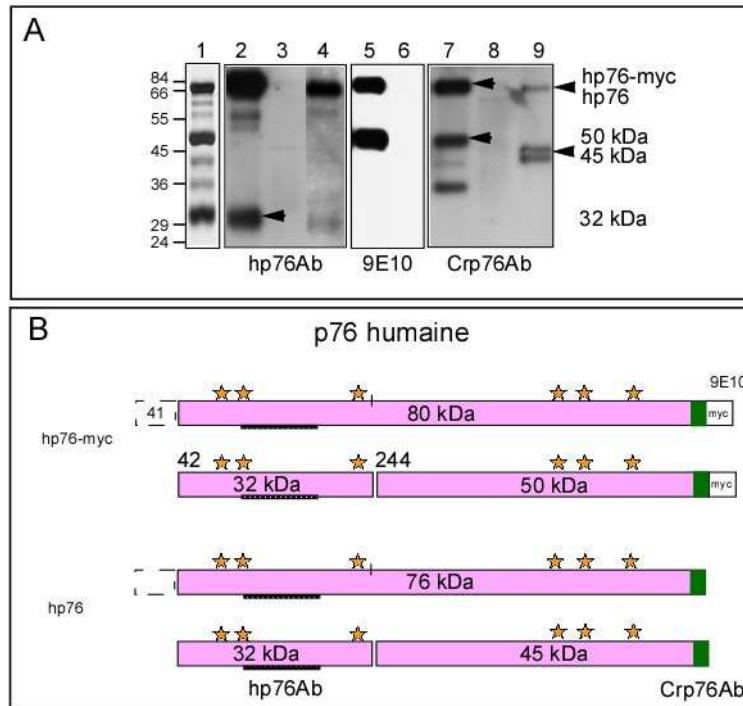 A
1 2 3 4 5 6 7 8 9
84
66
55
45
36
29
24
hp76-myc
hp76
50 kDa
45 kDa
32 kDa
hp76Ab 9E10 Crp76Ab
B
p76 humaine
9E10
41
80 kDa
myc
hp76-myc
42
244
32 kDa
50 kDa
myc
76 kDa
hp76
32 kDa
45 kDa
hp76Ab
Crp76Ab